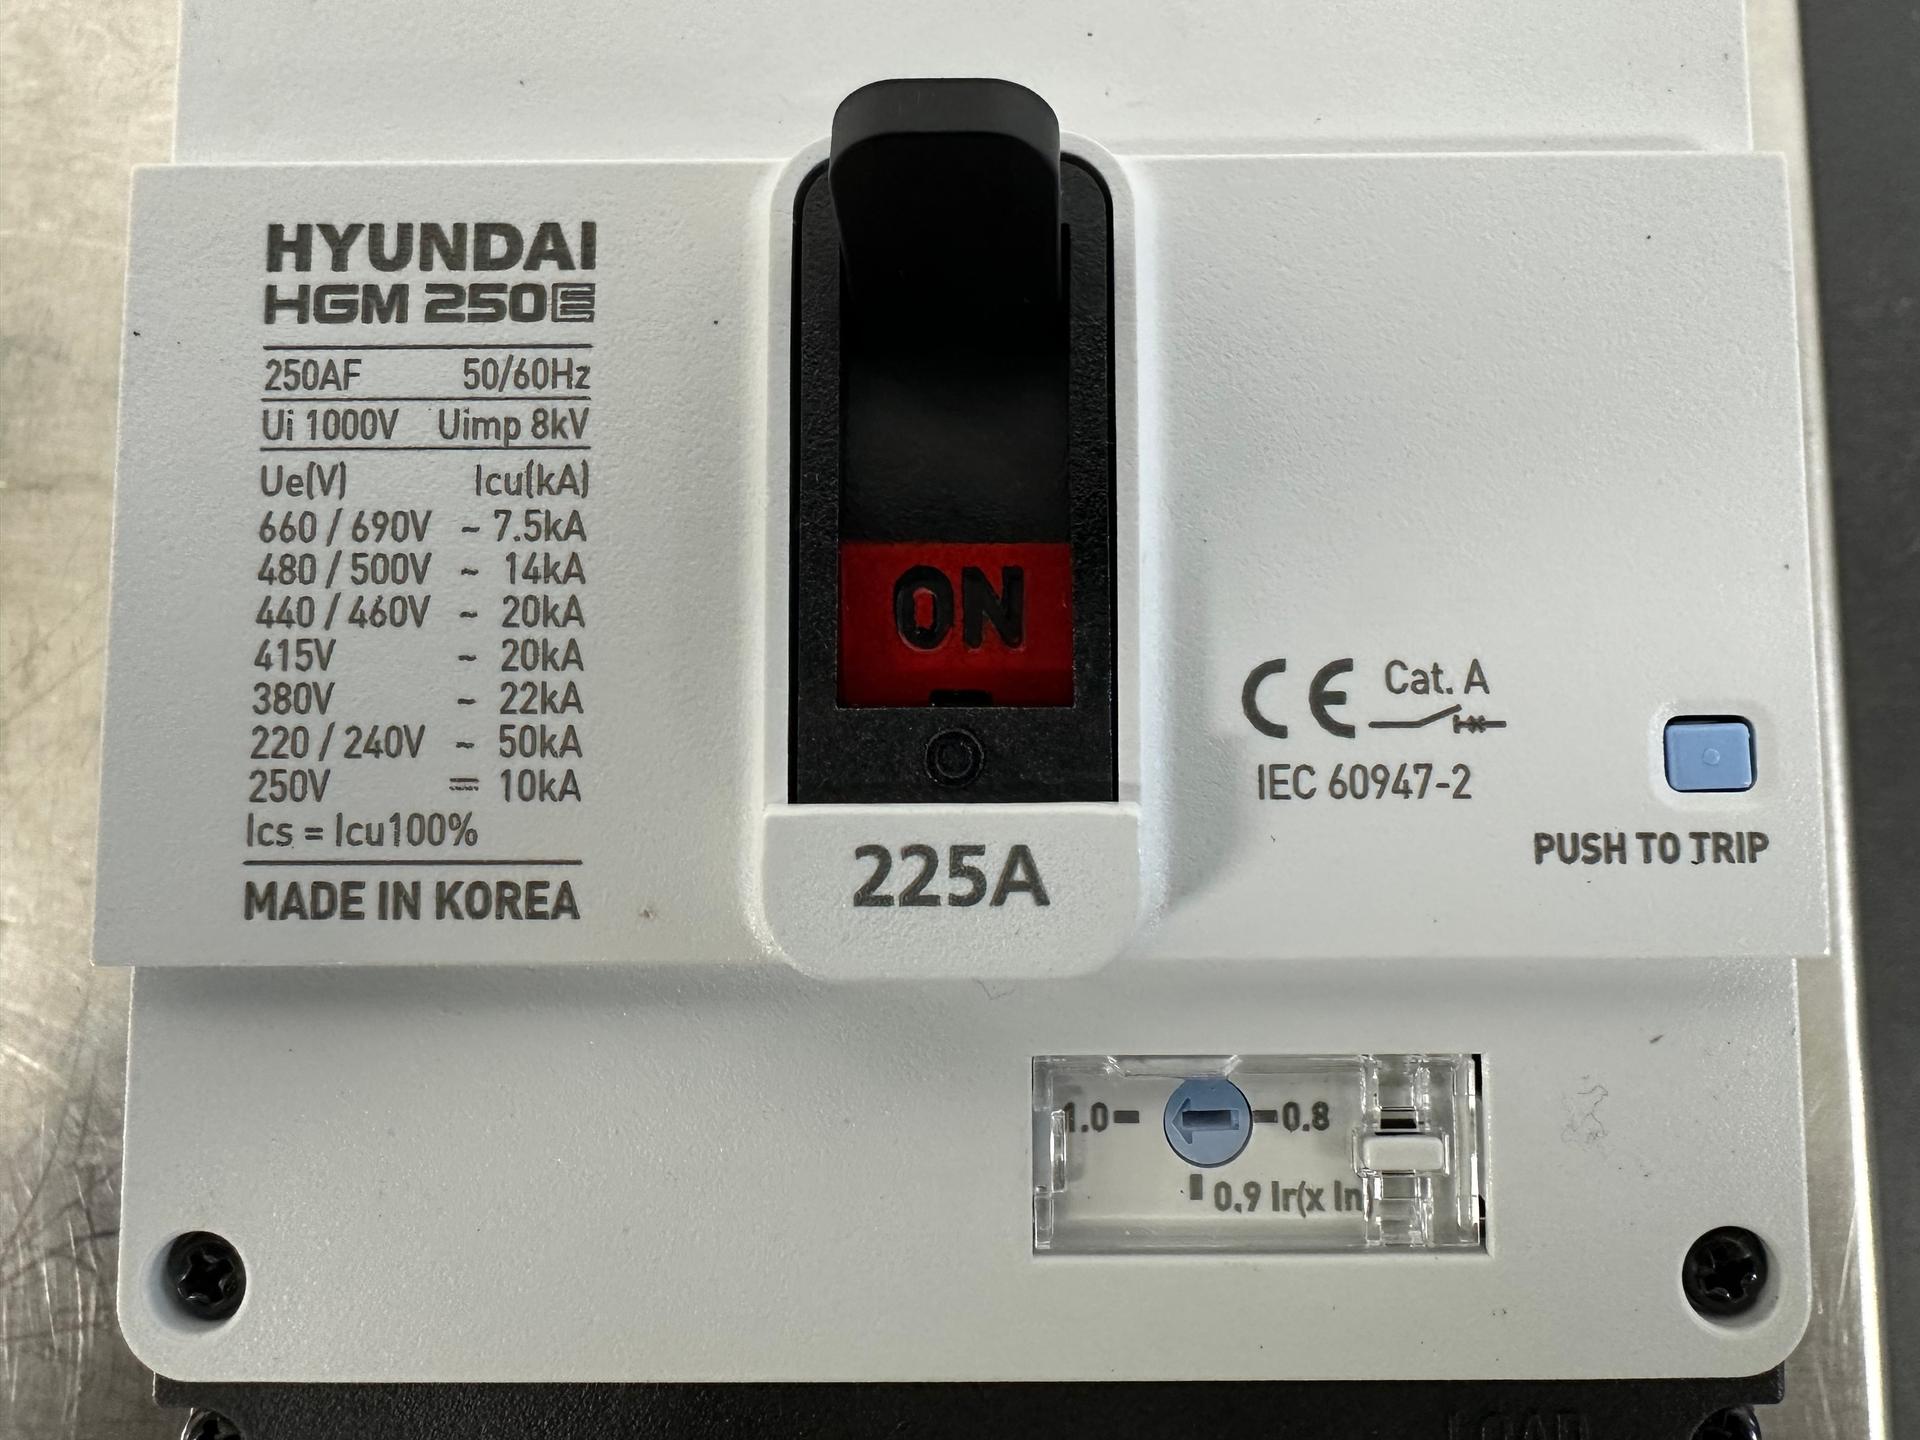 HYUNDAI
HGM 250E
250AF 50/60Hz
Ui 1000V Uimp 8kV
Ue(V) Icu(kA)
660 / 690V ~ 7.5kA
480 / 500V ~ 14kA
440 / 460V ~ 20kA
415V ~ 20kA
380V ~ 22kA
220 / 240V ~ 50kA
250V ⎓ 10kA
Ics = Icu100%
MADE IN KOREA
ON
225A
CE Cat. A
IEC 60947-2
PUSH TO TRIP
1.0 0.8
0.9 Ir(x In)
LOAD